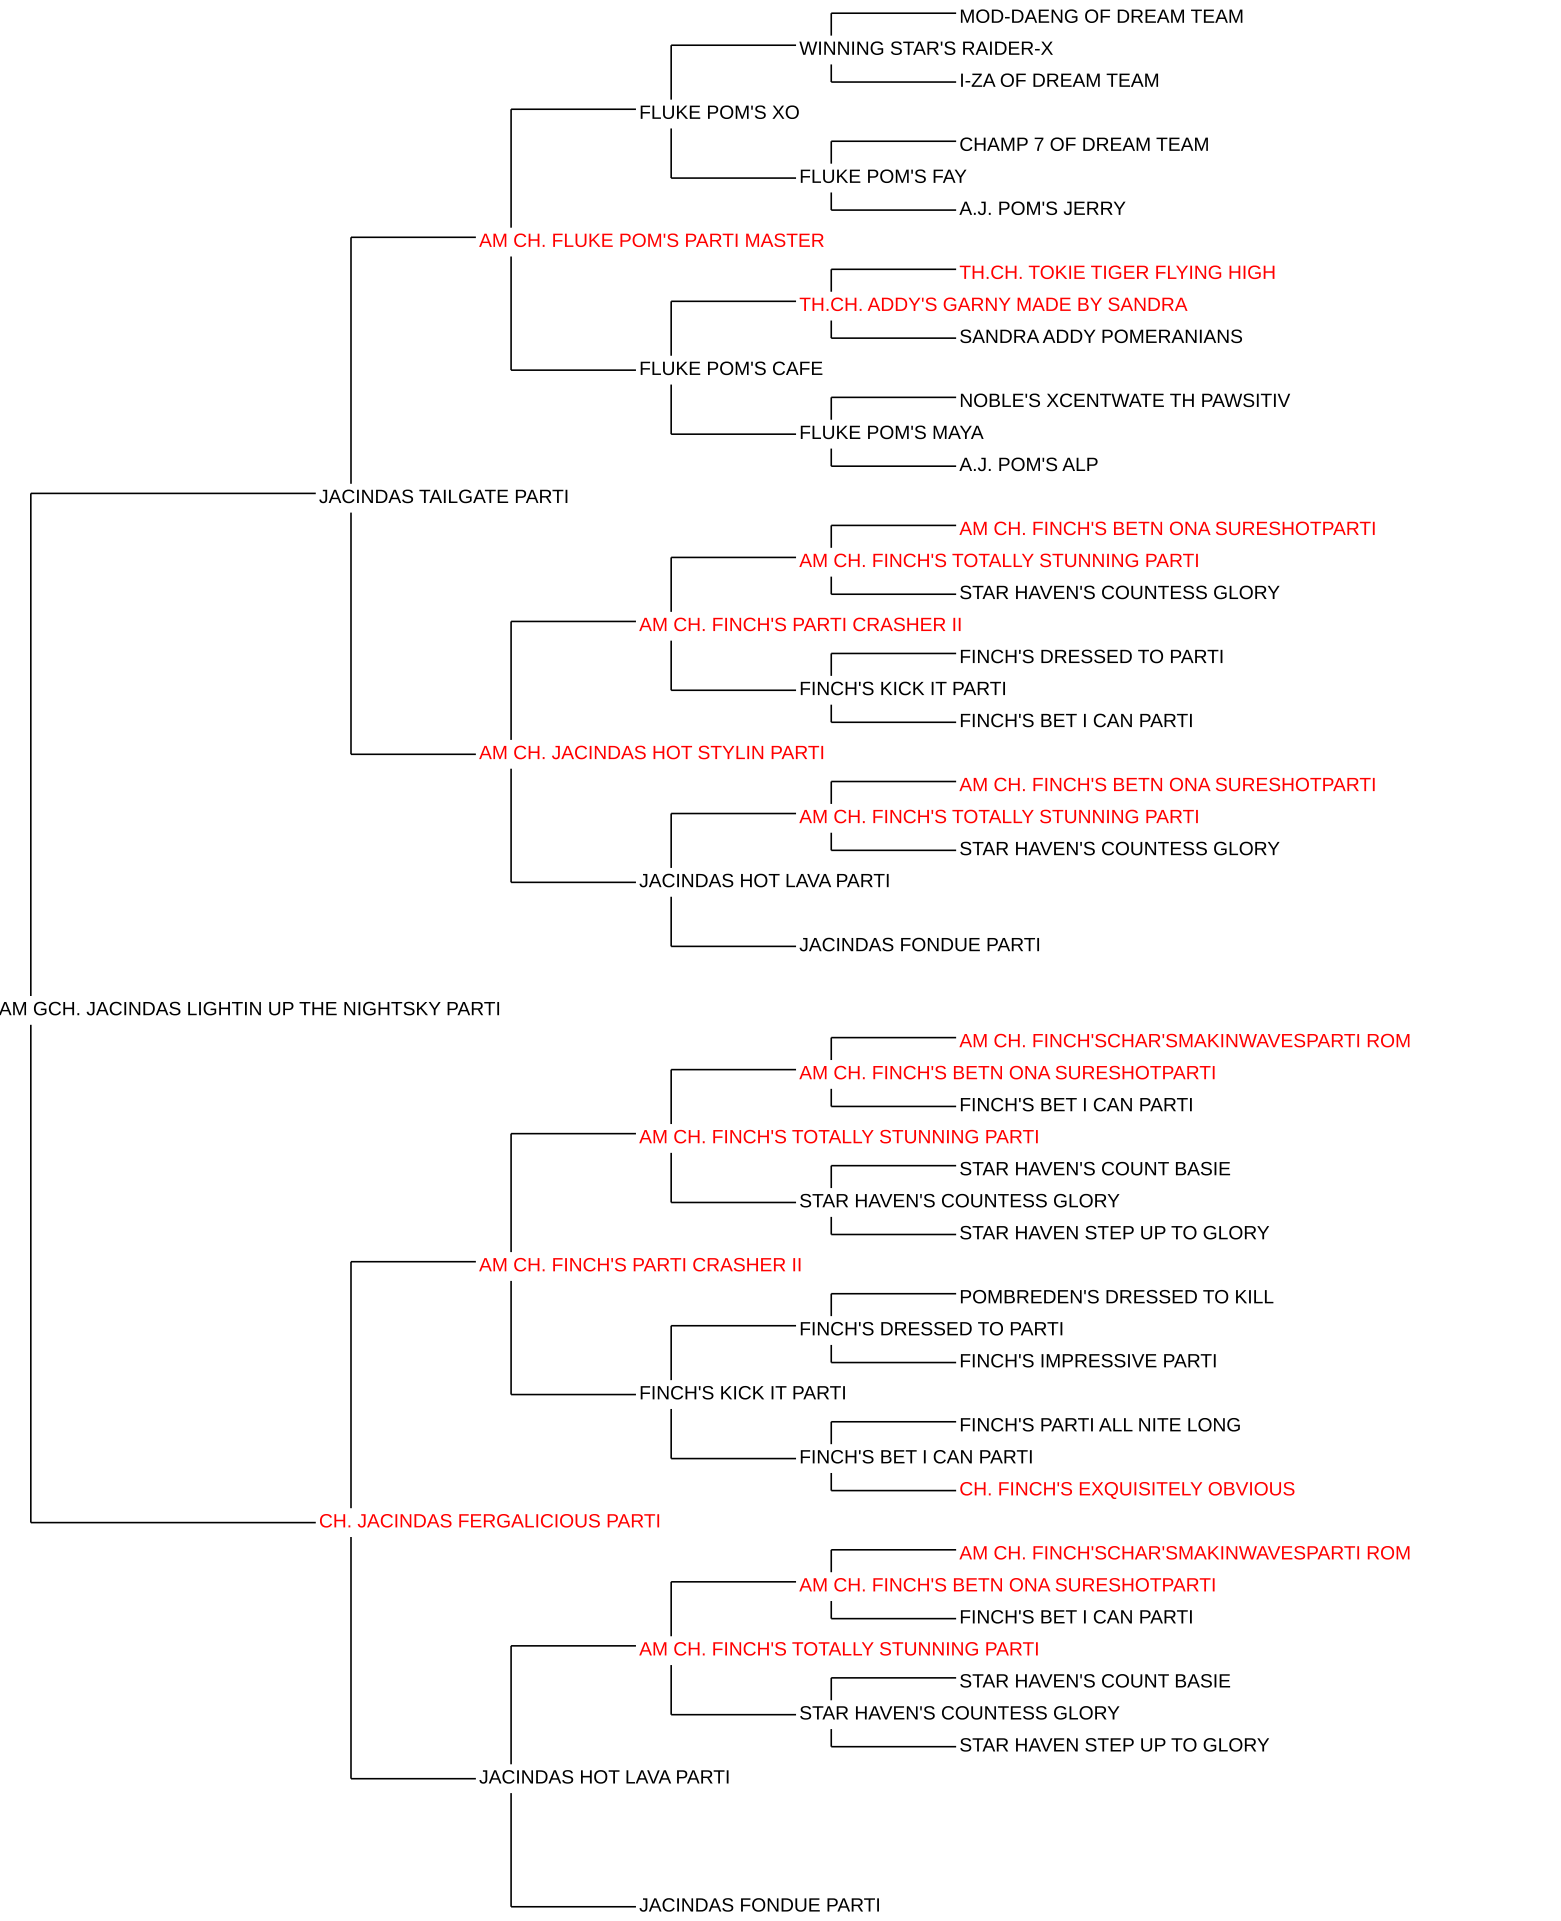 MOD-DAENG OF DREAM TEAM
WINNING STAR'S RAIDER-X
I-ZA OF DREAM TEAM
FLUKE POM'S XO
CHAMP 7 OF DREAM TEAM
FLUKE POM'S FAY
A.J. POM'S JERRY
AM CH. FLUKE POM'S PARTI MASTER
TH.CH. TOKIE TIGER FLYING HIGH
TH.CH. ADDY'S GARNY MADE BY SANDRA
SANDRA ADDY POMERANIANS
FLUKE POM'S CAFE
NOBLE'S XCENTWATE TH PAWSITIV
FLUKE POM'S MAYA
A.J. POM'S ALP
JACINDAS TAILGATE PARTI
AM CH. FINCH'S BETN ONA SURESHOTPARTI
AM CH. FINCH'S TOTALLY STUNNING PARTI
STAR HAVEN'S COUNTESS GLORY
AM CH. FINCH'S PARTI CRASHER II
FINCH'S DRESSED TO PARTI
FINCH'S KICK IT PARTI
FINCH'S BET I CAN PARTI
AM CH. JACINDAS HOT STYLIN PARTI
AM CH. FINCH'S BETN ONA SURESHOTPARTI
AM CH. FINCH'S TOTALLY STUNNING PARTI
STAR HAVEN'S COUNTESS GLORY
JACINDAS HOT LAVA PARTI
JACINDAS FONDUE PARTI
AM GCH. JACINDAS LIGHTIN UP THE NIGHTSKY PARTI
AM CH. FINCH'SCHAR'SMAKINWAVESPARTI ROM
AM CH. FINCH'S BETN ONA SURESHOTPARTI
FINCH'S BET I CAN PARTI
AM CH. FINCH'S TOTALLY STUNNING PARTI
STAR HAVEN'S COUNT BASIE
STAR HAVEN'S COUNTESS GLORY
STAR HAVEN STEP UP TO GLORY
AM CH. FINCH'S PARTI CRASHER II
POMBREDEN'S DRESSED TO KILL
FINCH'S DRESSED TO PARTI
FINCH'S IMPRESSIVE PARTI
FINCH'S KICK IT PARTI
FINCH'S PARTI ALL NITE LONG
FINCH'S BET I CAN PARTI
CH. FINCH'S EXQUISITELY OBVIOUS
CH. JACINDAS FERGALICIOUS PARTI
AM CH. FINCH'SCHAR'SMAKINWAVESPARTI ROM
AM CH. FINCH'S BETN ONA SURESHOTPARTI
FINCH'S BET I CAN PARTI
AM CH. FINCH'S TOTALLY STUNNING PARTI
STAR HAVEN'S COUNT BASIE
STAR HAVEN'S COUNTESS GLORY
STAR HAVEN STEP UP TO GLORY
JACINDAS HOT LAVA PARTI
JACINDAS FONDUE PARTI